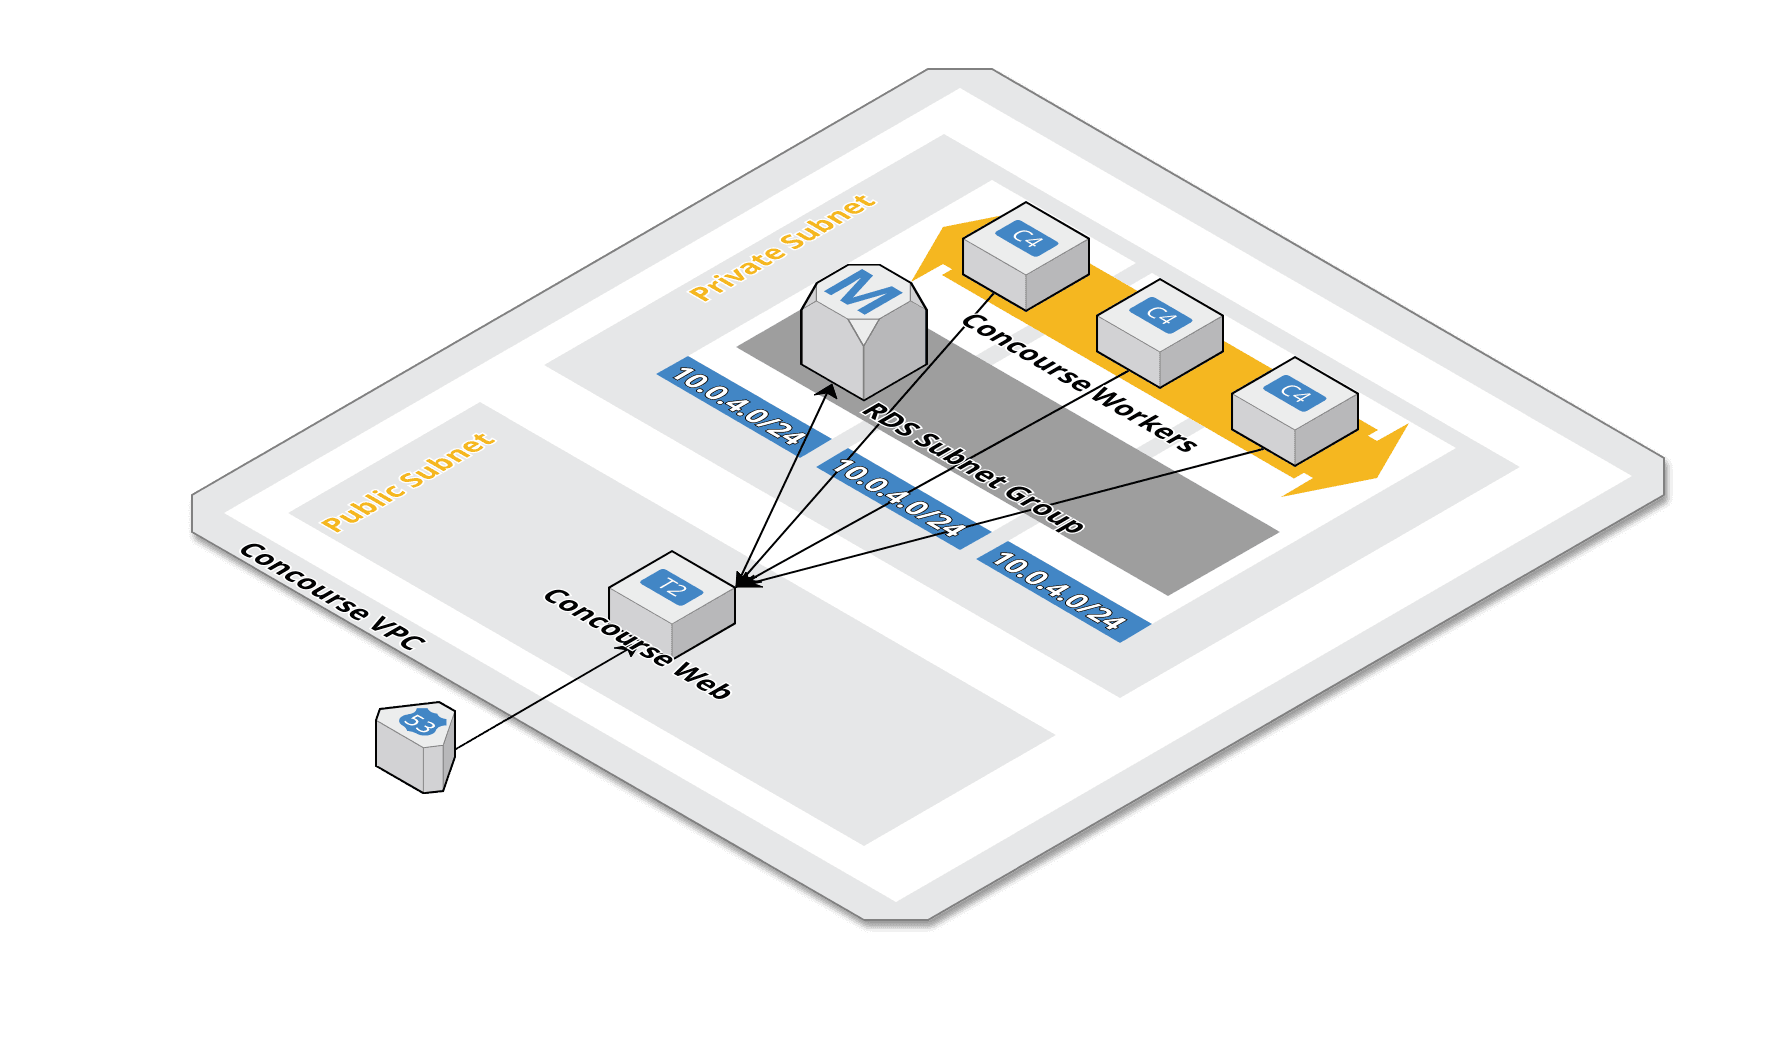 Private Subnet
C4
M
C4
Concourse Workers
C4
10.0.4.0/24
RDS Subnet Group
10.0.4.0/24
10.0.4.0/24
Public Subnet
T2
Concourse Web
Concourse VPC
53